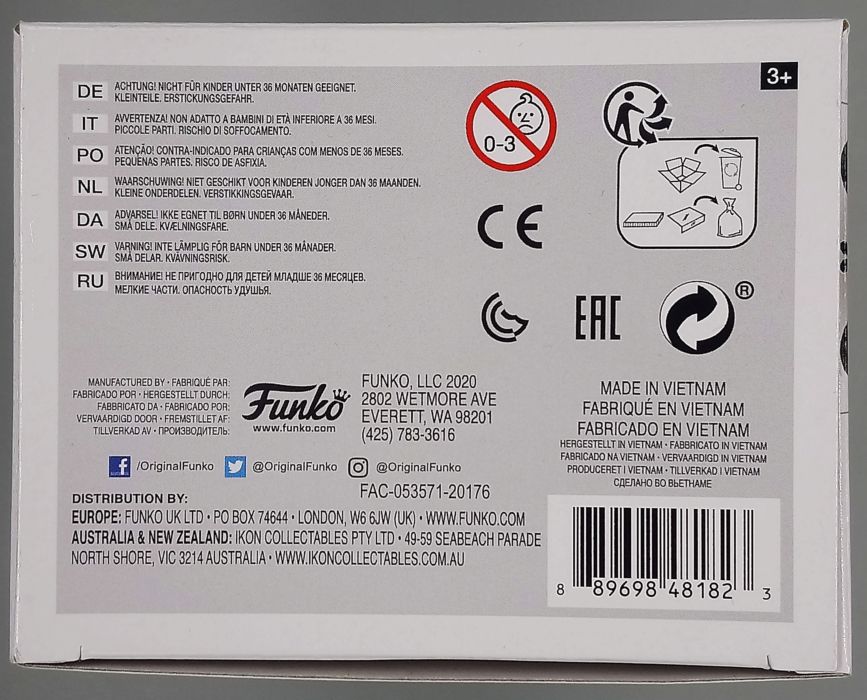 3+
DE ACHTUNG! NICHT FÜR KINDER UNTER 36 MONATEN GEEIGNET.
KLEINTEILE. ERSTICKUNGSGEFAHR.
IT AVVERTENZA! NON ADATTO A BAMBINI DI ETÀ INFERIORE A 36 MESI.
PICCOLE PARTI. RISCHIO DI SOFFOCAMENTO.
PO ATENÇÃO! CONTRA-INDICADO PARA CRIANÇAS COM MENOS DE 36 MESES.
PEQUENAS PARTES. RISCO DE ASFIXIA.
NL WAARSCHUWING! NIET GESCHIKT VOOR KINDEREN JONGER DAN 36 MAANDEN.
KLEINE ONDERDELEN. VERSTIKKINGSGEVAAR.
DA ADVARSEL! IKKE EGNET TIL BØRN UNDER 36 MÅNEDER.
SMÅ DELE. KVÆLNINGSFARE.
SW VARNING! INTE LÄMPLIG FÖR BARN UNDER 36 MÅNADER.
SMÅ DELAR. KVÄVNINGSRISK.
RU ВНИМАНИЕ! НЕ ПРИГОДНО ДЛЯ ДЕТЕЙ МЛАДШЕ 36 МЕСЯЦЕВ.
МЕЛКИЕ ЧАСТИ. ОПАСНОСТЬ УДУШЬЯ.
0-3
CE
EAC
®
MANUFACTURED BY • FABRIQUÉ PAR:
FABRICADO POR • HERGESTELLT DURCH:
FABBRICATO DA • FABRICADO POR:
VERVAARDIGD DOOR • FREMSTILLET AF:
TILLVERKAD AV • ПРОИЗВОДИТЕЛЬ:
Funko
www.funko.com
FUNKO, LLC 2020
2802 WETMORE AVE
EVERETT, WA 98201
(425) 783-3616
MADE IN VIETNAM
FABRIQUÉ EN VIETNAM
FABRICADO EN VIETNAM
HERGESTELLT IN VIETNAM • FABBRICATO IN VIETNAM
FABRICADO NA VIETNAM • VERVAARDIGD IN VIETNAM
PRODUCERET I VIETNAM • TILLVERKAD I VIETNAM
СДЕЛАНО ВО ВЬЕТНАМЕ
/OriginalFunko @OriginalFunko @OriginalFunko
FAC-053571-20176
DISTRIBUTION BY:
EUROPE: FUNKO UK LTD • PO BOX 74644 • LONDON, W6 6JW (UK) • WWW.FUNKO.COM
AUSTRALIA & NEW ZEALAND: IKON COLLECTABLES PTY LTD • 49-59 SEABEACH PARADE
NORTH SHORE, VIC 3214 AUSTRALIA • WWW.IKONCOLLECTABLES.COM.AU
8 89698 48182 3